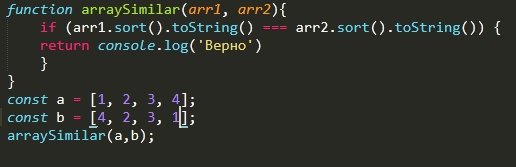 function arraySimilar(arr1, arr2){
if (arr1.sort().toString() === arr2.sort().toString()) {
return console.log('Верно')
}
}
const a = [1, 2, 3, 4];
const b = [4, 2, 3, 1];
arraySimilar(a,b);